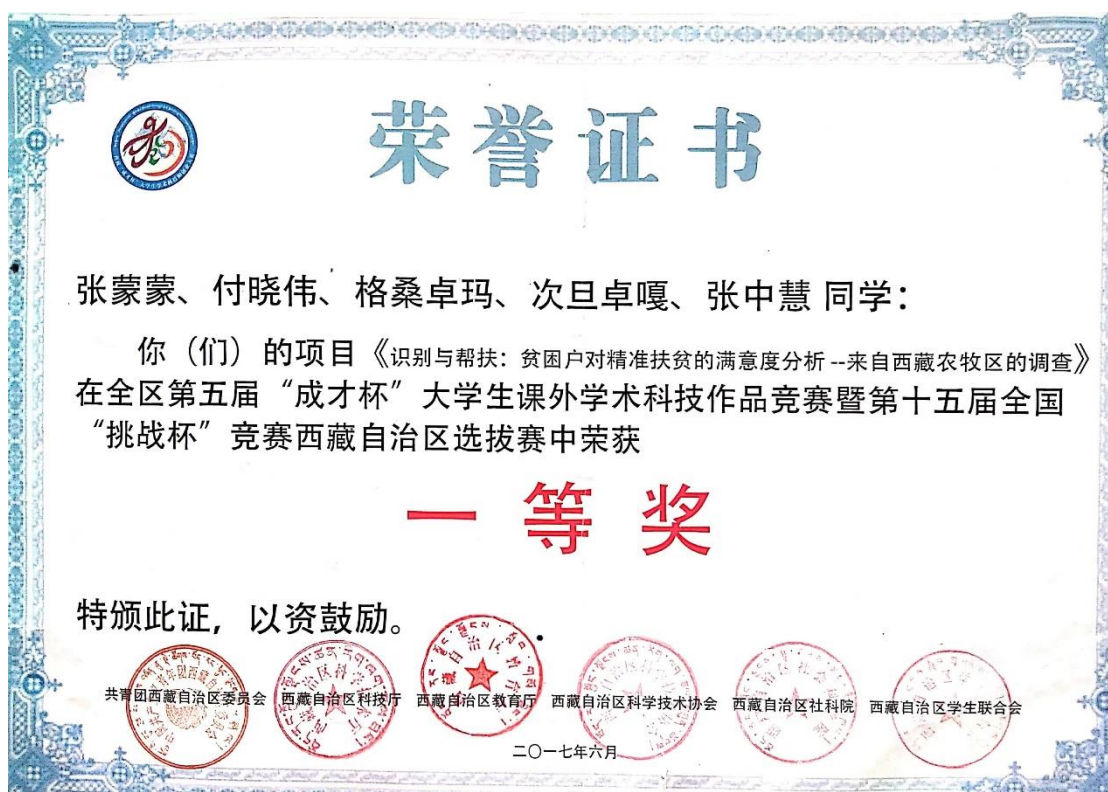 荣誉证书
张蒙蒙、付晓伟、格桑卓玛、次旦卓嘎、张中慧 同学：
你（们）的项目《识别与帮扶：贫困户对精准扶贫的满意度分析--来自西藏农牧区的调查》
在全区第五届“成才杯”大学生课外学术科技作品竞赛暨第十五届全国
“挑战杯”竞赛西藏自治区选拔赛中荣获
一等奖
特颁此证，以资鼓励。
共青团西藏自治区委员会 西藏自治区科技厅 西藏自治区教育厅 西藏自治区科学技术协会 西藏自治区社科院 西藏自治区学生联合会
二〇一七年六月